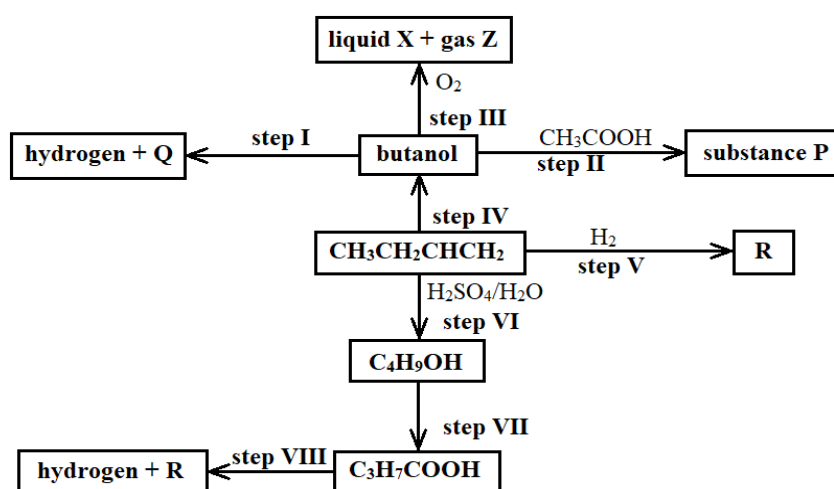 liquid X + gas Z
O₂
step III
step I
CH₃COOH
hydrogen + Q
butanol
step II
substance P
step IV
CH₃CH₂CHCH₂
H₂
step V
R
H₂SO₄/H₂O
step VI
C₄H₉OH
step VII
hydrogen + R
step VIII
C₃H₇COOH